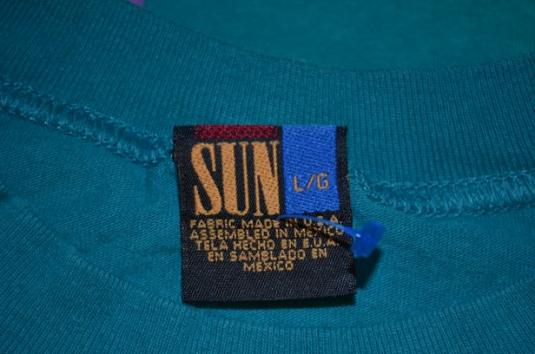 SUN
L/G
FABRIC MADE IN U.S.A.
ASSEMBLED IN MEXICO
TELA HECHO EN E.U.A.
EN SAMBLADO EN
MEXICO